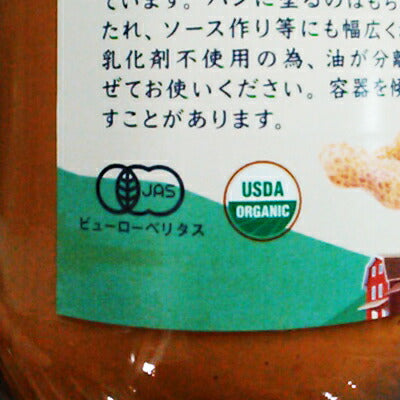 ています。パンに塗るのはもち
たれ、ソース作り等にも幅広く
乳化剤不使用の為、油が分離
ぜてお使いください。容器を傾
すことがあります。
JAS
ビューローベリタス
USDA
ORGANIC